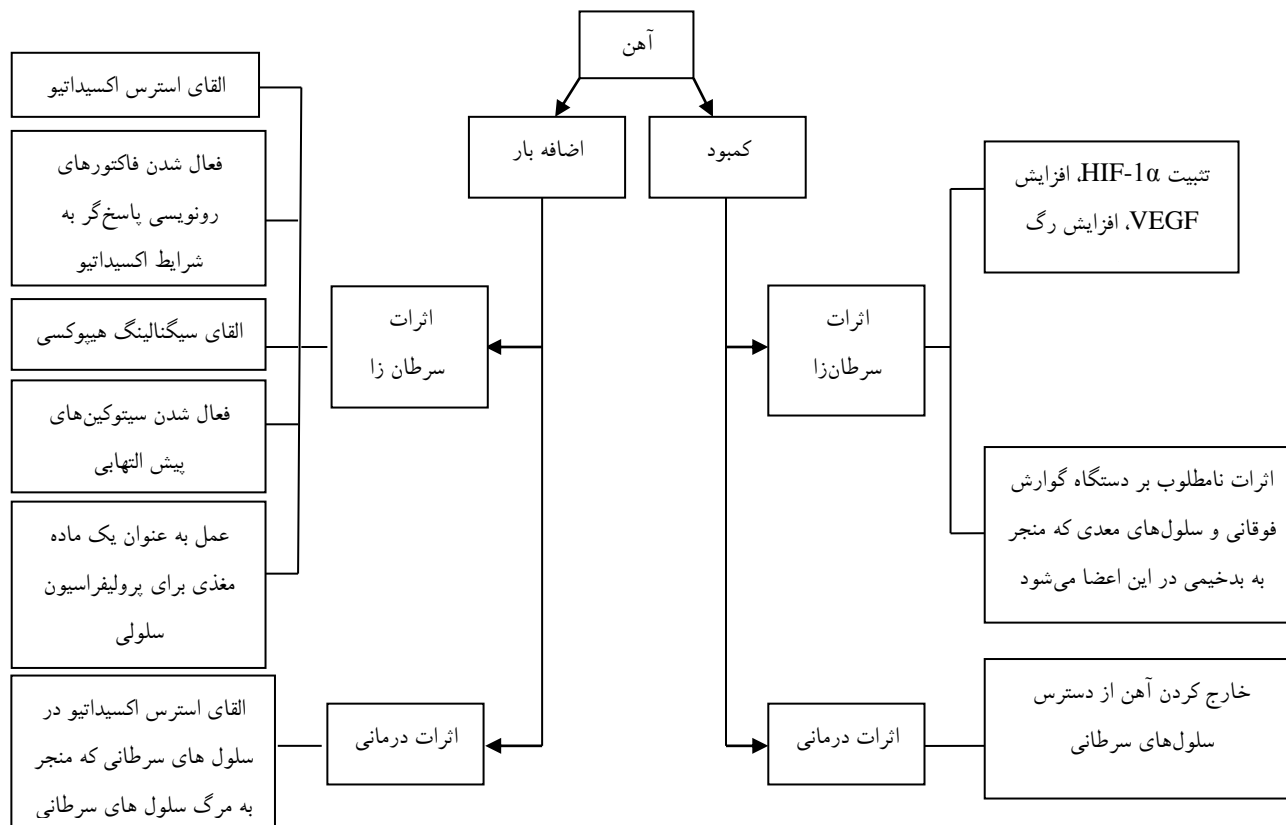 آهن
کمبود
اضافه بار
تثبیت HIF-1α، افزایش
VEGF، افزایش رگ
اثرات
سرطان‌زا
اثرات نامطلوب بر دستگاه گوارش
فوقانی و سلول‌های معدی که منجر
به بدخیمی در این اعضا می‌شود
اثرات درمانی
خارج کردن آهن از دسترس
سلول‌های سرطانی
اثرات
سرطان زا
القای استرس اکسیداتیو
فعال شدن فاکتورهای
رونویسی پاسخ‌گر به
شرایط اکسیداتیو
القای سیگنالینگ هیپوکسی
فعال شدن سیتوکین‌های
پیش التهابی
عمل به عنوان یک ماده
مغذی برای پرولیفراسیون
سلولی
اثرات درمانی
القای استرس اکسیداتیو در
سلول های سرطانی که منجر
به مرگ سلول های سرطانی